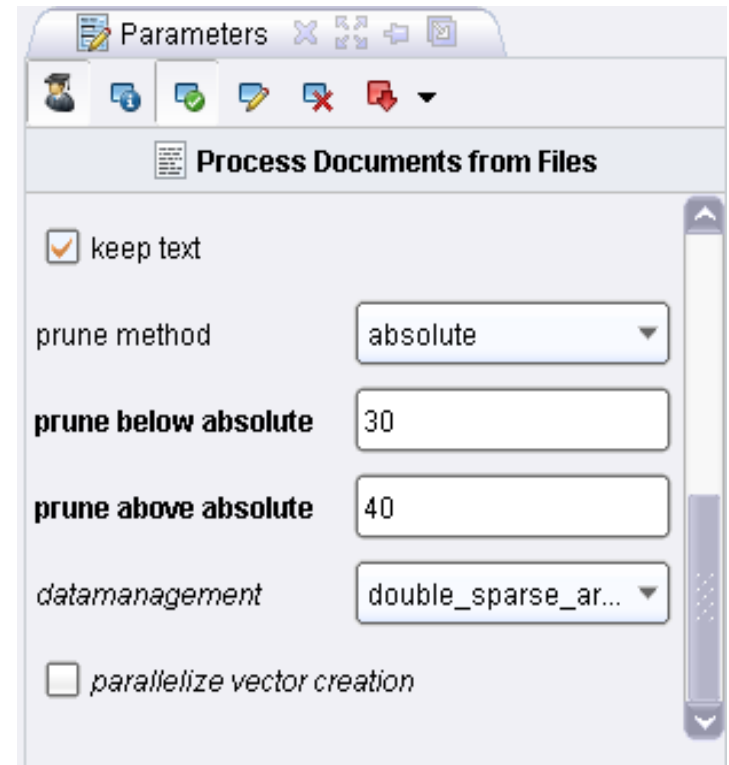 Parameters
Process Documents from Files
keep text
prune method absolute
prune below absolute 30
prune above absolute 40
datamanagement double_sparse_ar...
parallelize vector creation